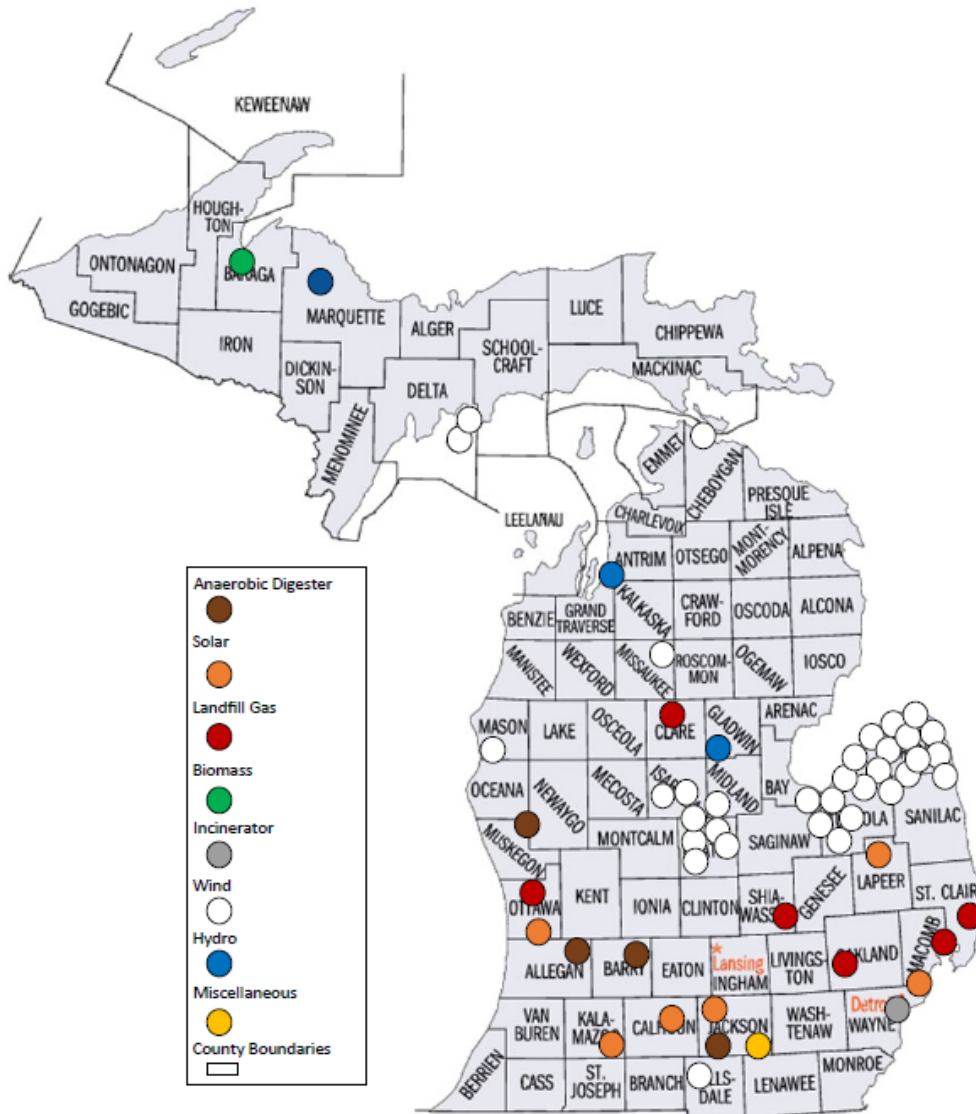 KEWEENAW
HOUGH-
TON
ONTONAGON
BARAGA
GOGEBIC
MARQUETTE
LUCE
ALGER
CHIPPEWA
IRON
SCHOOL-
CRAFT
DICKIN-
SON
MACKINAC
DELTA
MENOMINEE
EMMET
CHEBOYGAN
PRESQUE
ISLE
LEELANAU
CHARLEVOIX
ANTRIM
OTSEGO
MONT-
MORENCY
ALPENA
BENZIE
GRAND
TRAVERSE
KALKASKA
CRAW-
FORD
OSCODA
ALCONA
MANISTEE
WEXFORD
MISSAUKEE
ROSCOM-
MON
OGEMAW
IOSCO
MASON
LAKE
OSCEOLA
CLARE
GLADWIN
ARENAC
OCEANA
NEWAYGO
MECOSTA
MIDLAND
BAY
SANILAC
MUSKEGON
MONTCALM
SAGINAW
LAPEER
GENESEE
ST. CLAIR
OTTAWA
KENT
IONIA
CLINTON
SHIA-
ALLEGAN
BARRY
EATON
*
Lansing
INGHAM
LIVINGS-
TON
MACOMB
VAN
BUREN
KALA-
JACKSON
WASH-
TENAW
WAYNE
BERRIEN
CASS
ST.
JOSEPH
BRANCH
DALE
LENAWEE
MONROE
Anaerobic Digester
Solar
Landfill Gas
Biomass
Incinerator
Wind
Hydro
Miscellaneous
County Boundaries